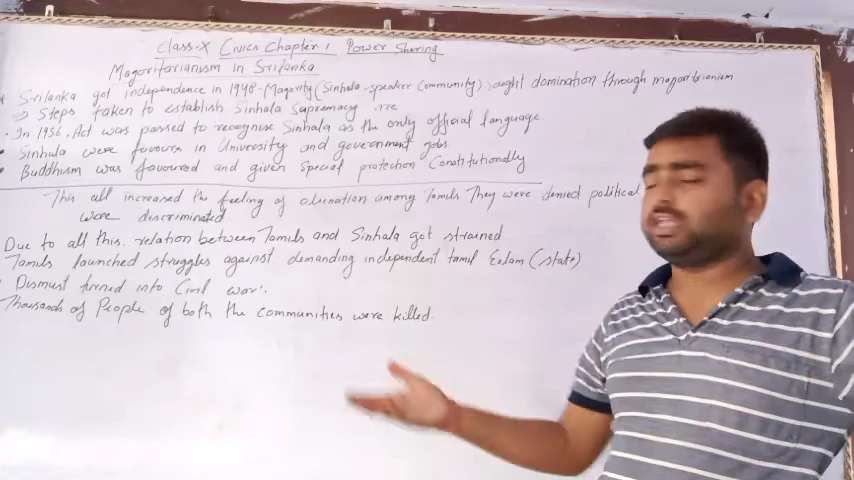 Class-X Civics Chapter 1 Power Sharing
Magoritarianism in Srilanka
Srilanka got independence in 1948 - Magority (Sinhala-speaker Community) sought domination through magoritarianism
⇒ Steps taken to establish Sinhala Supremacy are
· In 1956, Act was passed to recognise Sinhala as the only official language
· Sinhala were favour in University and government jobs
· Buddhism was favoured and given special protection Constitutionally
This all increased the feeling of alienation among Tamils They were denied political
were discriminated
Due to all this, relation between Tamils and Sinhala got strained
Tamils launched struggles against demanding independent tamil Eelam (state)
· Dismust turned into Civil war.
Thousands of People of both the communities were killed.